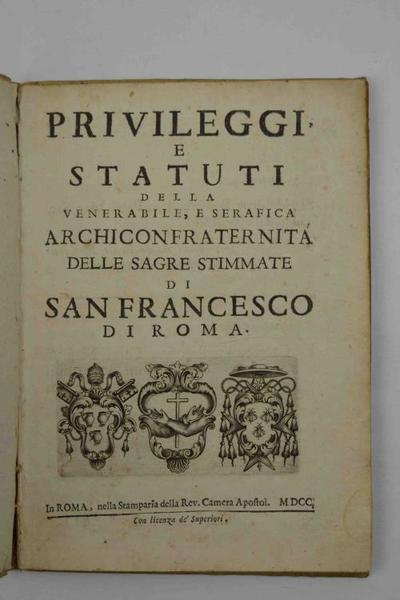 PRIVILEGGI,
E
STATUTI
DELLA
VENERABILE, E SERAFICA
ARCHICONFRATERNITÁ
DELLE SAGRE STIMMATE
DI
SAN FRANCESCO
DI ROMA.
In ROMA, nella Stamparia della Rev. Camera Apostol. MDCC.
Con licenza de' Superiori.